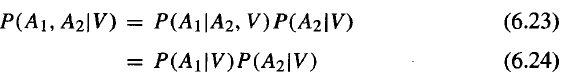 P(A₁, A₂|V) = P(A₁|A₂, V)P(A₂|V) (6.23)
= P(A₁|V)P(A₂|V) (6.24)